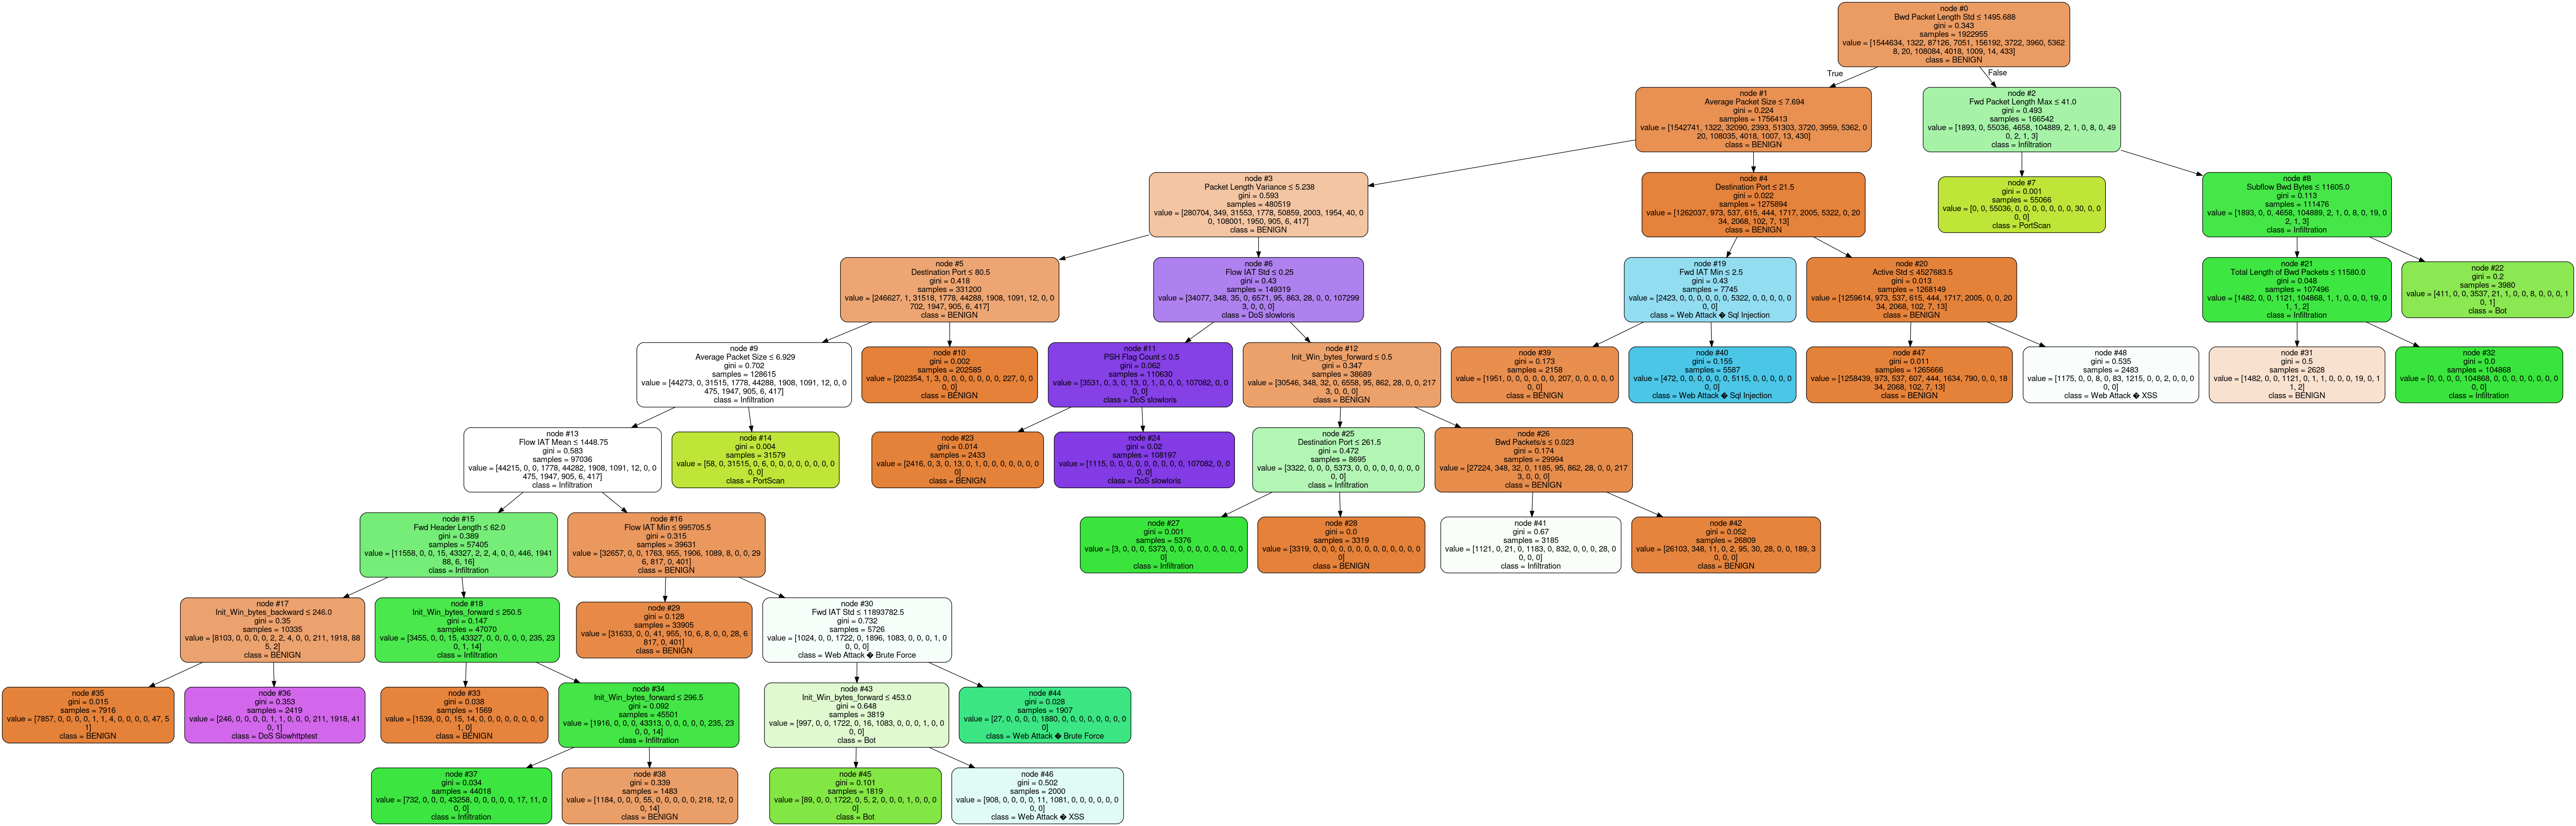 node #0
Bwd Packet Length Std ≤ 1495.688
gini = 0.343
samples = 1922955
value = [1544634, 1322, 87126, 7051, 156192, 3722, 3960, 5362
8, 20, 108084, 4018, 1009, 14, 433]
class = BENIGN
True
False
node #1
Average Packet Size ≤ 7.694
gini = 0.224
samples = 1756413
value = [1542741, 1322, 32090, 2393, 51303, 3720, 3959, 5362, 0
20, 108035, 4018, 1007, 13, 430]
class = BENIGN
node #2
Fwd Packet Length Max ≤ 41.0
gini = 0.493
samples = 166542
value = [1893, 0, 55036, 4658, 104889, 2, 1, 0, 8, 0, 49
0, 2, 1, 3]
class = Infiltration
node #3
Packet Length Variance ≤ 5.238
gini = 0.593
samples = 480519
value = [280704, 349, 31553, 1778, 50859, 2003, 1954, 40, 0
0, 108001, 1950, 905, 6, 417]
class = BENIGN
node #4
Destination Port ≤ 21.5
gini = 0.022
samples = 1275894
value = [1262037, 973, 537, 615, 444, 1717, 2005, 5322, 0, 20
34, 2068, 102, 7, 13]
class = BENIGN
node #7
gini = 0.001
samples = 55066
value = [0, 0, 55036, 0, 0, 0, 0, 0, 0, 0, 30, 0, 0
0, 0]
class = PortScan
node #8
Subflow Bwd Bytes ≤ 11605.0
gini = 0.113
samples = 111476
value = [1893, 0, 0, 4658, 104889, 2, 1, 0, 8, 0, 19, 0
2, 1, 3]
class = Infiltration
node #5
Destination Port ≤ 80.5
gini = 0.418
samples = 331200
value = [246627, 1, 31518, 1778, 44288, 1908, 1091, 12, 0, 0
702, 1947, 905, 6, 417]
class = BENIGN
node #6
Flow IAT Std ≤ 0.25
gini = 0.43
samples = 149319
value = [34077, 348, 35, 0, 6571, 95, 863, 28, 0, 0, 107299
3, 0, 0, 0]
class = DoS slowloris
node #19
Fwd IAT Min ≤ 2.5
gini = 0.43
samples = 7745
value = [2423, 0, 0, 0, 0, 0, 0, 5322, 0, 0, 0, 0, 0, 0
0, 0]
class = Web Attack � Sql Injection
node #20
Active Std ≤ 4527683.5
gini = 0.013
samples = 1268149
value = [1259614, 973, 537, 615, 444, 1717, 2005, 0, 0, 20
34, 2068, 102, 7, 13]
class = BENIGN
node #21
Total Length of Bwd Packets ≤ 11580.0
gini = 0.048
samples = 107496
value = [1482, 0, 0, 1121, 104868, 1, 1, 0, 0, 0, 19, 0
1, 1, 2]
class = Infiltration
node #22
gini = 0.2
samples = 3980
value = [411, 0, 0, 3537, 21, 1, 0, 0, 8, 0, 0, 0, 1
0, 1]
class = Bot
node #9
Average Packet Size ≤ 6.929
gini = 0.702
samples = 128615
value = [44273, 0, 31515, 1778, 44288, 1908, 1091, 12, 0, 0
475, 1947, 905, 6, 417]
class = Infiltration
node #10
gini = 0.002
samples = 202585
value = [202354, 1, 3, 0, 0, 0, 0, 0, 0, 0, 227, 0, 0
0, 0]
class = BENIGN
node #11
PSH Flag Count ≤ 0.5
gini = 0.062
samples = 110630
value = [3531, 0, 3, 0, 13, 0, 1, 0, 0, 0, 107082, 0, 0
0, 0]
class = DoS slowloris
node #12
Init_Win_bytes_forward ≤ 0.5
gini = 0.347
samples = 38689
value = [30546, 348, 32, 0, 6558, 95, 862, 28, 0, 0, 217
3, 0, 0, 0]
class = BENIGN
node #39
gini = 0.173
samples = 2158
value = [1951, 0, 0, 0, 0, 0, 0, 207, 0, 0, 0, 0, 0
0, 0]
class = BENIGN
node #40
gini = 0.155
samples = 5587
value = [472, 0, 0, 0, 0, 0, 0, 5115, 0, 0, 0, 0, 0
0, 0]
class = Web Attack � Sql Injection
node #47
gini = 0.011
samples = 1265666
value = [1258439, 973, 537, 607, 444, 1634, 790, 0, 0, 18
34, 2068, 102, 7, 13]
class = BENIGN
node #48
gini = 0.535
samples = 2483
value = [1175, 0, 0, 8, 0, 83, 1215, 0, 0, 2, 0, 0, 0
0, 0]
class = Web Attack � XSS
node #31
gini = 0.5
samples = 2628
value = [1482, 0, 0, 1121, 0, 1, 1, 0, 0, 0, 19, 0, 1
1, 2]
class = BENIGN
node #32
gini = 0.0
samples = 104868
value = [0, 0, 0, 0, 104868, 0, 0, 0, 0, 0, 0, 0, 0
0, 0]
class = Infiltration
node #13
Flow IAT Mean ≤ 1448.75
gini = 0.583
samples = 97036
value = [44215, 0, 0, 1778, 44282, 1908, 1091, 12, 0, 0
475, 1947, 905, 6, 417]
class = Infiltration
node #14
gini = 0.004
samples = 31579
value = [58, 0, 31515, 0, 6, 0, 0, 0, 0, 0, 0, 0, 0
0, 0]
class = PortScan
node #23
gini = 0.014
samples = 2433
value = [2416, 0, 3, 0, 13, 0, 1, 0, 0, 0, 0, 0, 0, 0
0]
class = BENIGN
node #24
gini = 0.02
samples = 108197
value = [1115, 0, 0, 0, 0, 0, 0, 0, 0, 0, 107082, 0, 0
0, 0]
class = DoS slowloris
node #25
Destination Port ≤ 261.5
gini = 0.472
samples = 8695
value = [3322, 0, 0, 0, 5373, 0, 0, 0, 0, 0, 0, 0, 0
0, 0]
class = Infiltration
node #26
Bwd Packets/s ≤ 0.023
gini = 0.174
samples = 29994
value = [27224, 348, 32, 0, 1185, 95, 862, 28, 0, 0, 217
3, 0, 0, 0]
class = BENIGN
node #15
Fwd Header Length ≤ 62.0
gini = 0.389
samples = 57405
value = [11558, 0, 0, 15, 43327, 2, 2, 4, 0, 0, 446, 1941
88, 6, 16]
class = Infiltration
node #16
Flow IAT Min ≤ 995705.5
gini = 0.315
samples = 39631
value = [32657, 0, 0, 1763, 955, 1906, 1089, 8, 0, 0, 29
6, 817, 0, 401]
class = BENIGN
node #27
gini = 0.001
samples = 5376
value = [3, 0, 0, 0, 5373, 0, 0, 0, 0, 0, 0, 0, 0, 0
0]
class = Infiltration
node #28
gini = 0.0
samples = 3319
value = [3319, 0, 0, 0, 0, 0, 0, 0, 0, 0, 0, 0, 0, 0
0]
class = BENIGN
node #41
gini = 0.67
samples = 3185
value = [1121, 0, 21, 0, 1183, 0, 832, 0, 0, 0, 28, 0
0, 0, 0]
class = Infiltration
node #42
gini = 0.052
samples = 26809
value = [26103, 348, 11, 0, 2, 95, 30, 28, 0, 0, 189, 3
0, 0, 0]
class = BENIGN
node #17
Init_Win_bytes_backward ≤ 246.0
gini = 0.35
samples = 10335
value = [8103, 0, 0, 0, 0, 2, 2, 4, 0, 0, 211, 1918, 88
5, 2]
class = BENIGN
node #18
Init_Win_bytes_forward ≤ 250.5
gini = 0.147
samples = 47070
value = [3455, 0, 0, 15, 43327, 0, 0, 0, 0, 0, 235, 23
0, 1, 14]
class = Infiltration
node #29
gini = 0.128
samples = 33905
value = [31633, 0, 0, 41, 955, 10, 6, 8, 0, 0, 28, 6
817, 0, 401]
class = BENIGN
node #30
Fwd IAT Std ≤ 11893782.5
gini = 0.732
samples = 5726
value = [1024, 0, 0, 1722, 0, 1896, 1083, 0, 0, 0, 1, 0
0, 0, 0]
class = Web Attack � Brute Force
node #35
gini = 0.015
samples = 7916
value = [7857, 0, 0, 0, 0, 1, 1, 4, 0, 0, 0, 0, 47, 5
1]
class = BENIGN
node #36
gini = 0.353
samples = 2419
value = [246, 0, 0, 0, 0, 1, 1, 0, 0, 0, 211, 1918, 41
0, 1]
class = DoS Slowhttptest
node #33
gini = 0.038
samples = 1569
value = [1539, 0, 0, 15, 14, 0, 0, 0, 0, 0, 0, 0, 0
1, 0]
class = BENIGN
node #34
Init_Win_bytes_forward ≤ 296.5
gini = 0.092
samples = 45501
value = [1916, 0, 0, 0, 43313, 0, 0, 0, 0, 0, 235, 23
0, 0, 14]
class = Infiltration
node #43
Init_Win_bytes_forward ≤ 453.0
gini = 0.648
samples = 3819
value = [997, 0, 0, 1722, 0, 16, 1083, 0, 0, 0, 1, 0, 0
0, 0]
class = Bot
node #44
gini = 0.028
samples = 1907
value = [27, 0, 0, 0, 0, 1880, 0, 0, 0, 0, 0, 0, 0, 0
0]
class = Web Attack � Brute Force
node #37
gini = 0.034
samples = 44018
value = [732, 0, 0, 0, 43258, 0, 0, 0, 0, 0, 17, 11, 0
0, 0]
class = Infiltration
node #38
gini = 0.339
samples = 1483
value = [1184, 0, 0, 0, 55, 0, 0, 0, 0, 0, 218, 12, 0
0, 14]
class = BENIGN
node #45
gini = 0.101
samples = 1819
value = [89, 0, 0, 1722, 0, 5, 2, 0, 0, 0, 1, 0, 0, 0
0]
class = Bot
node #46
gini = 0.502
samples = 2000
value = [908, 0, 0, 0, 0, 11, 1081, 0, 0, 0, 0, 0, 0
0, 0]
class = Web Attack � XSS